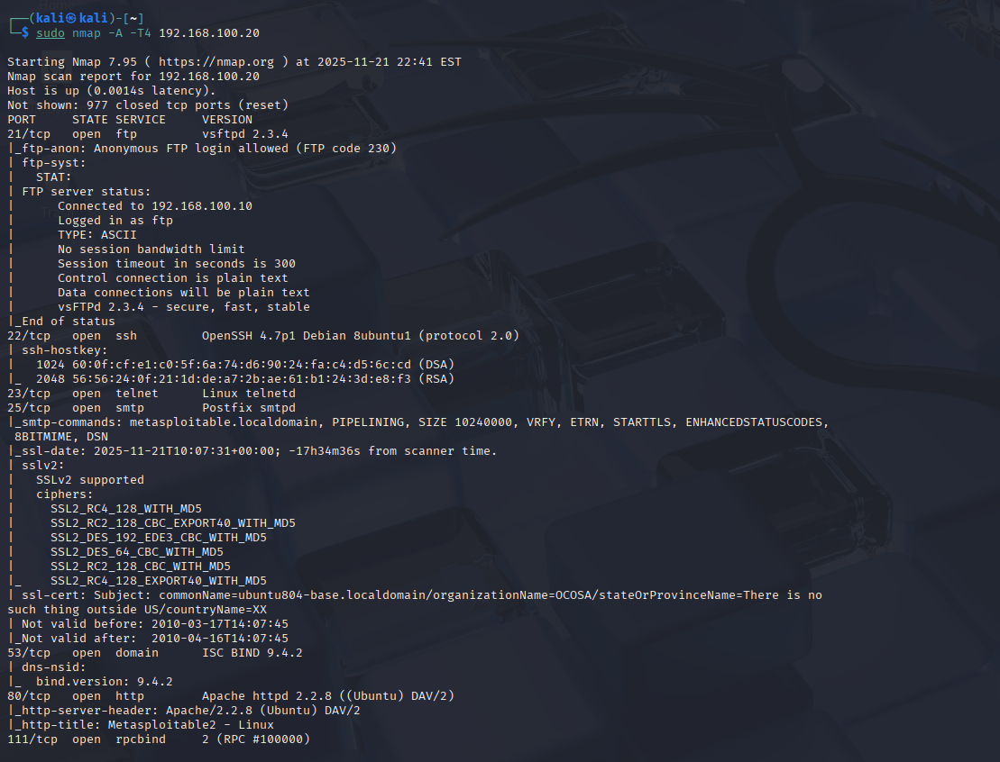 ┌──(kali㉿kali)-[~]
└─$ sudo nmap -A -T4 192.168.100.20
Starting Nmap 7.95 ( https://nmap.org ) at 2025-11-21 22:41 EST
Nmap scan report for 192.168.100.20
Host is up (0.0014s latency).
Not shown: 977 closed tcp ports (reset)
PORT     STATE SERVICE     VERSION
21/tcp   open  ftp         vsftpd 2.3.4
|_ftp-anon: Anonymous FTP login allowed (FTP code 230)
| ftp-syst:
|   STAT:
| FTP server status:
|      Connected to 192.168.100.10
|      Logged in as ftp
|      TYPE: ASCII
|      No session bandwidth limit
|      Session timeout in seconds is 300
|      Control connection is plain text
|      Data connections will be plain text
|      vsFTPd 2.3.4 - secure, fast, stable
|_End of status
22/tcp   open  ssh         OpenSSH 4.7p1 Debian 8ubuntu1 (protocol 2.0)
| ssh-hostkey:
|   1024 60:0f:cf:e1:c0:5f:6a:74:d6:90:24:fa:c4:d5:6c:cd (DSA)
|_  2048 56:56:24:0f:21:1d:de:a7:2b:ae:61:b1:24:3d:e8:f3 (RSA)
23/tcp   open  telnet      Linux telnetd
25/tcp   open  smtp        Postfix smtpd
|_smtp-commands: metasploitable.localdomain, PIPELINING, SIZE 10240000, VRFY, ETRN, STARTTLS, ENHANCEDSTATUSCODES,
 8BITMIME, DSN
|_ssl-date: 2025-11-21T10:07:31+00:00; -17h34m36s from scanner time.
| sslv2:
|   SSLv2 supported
|   ciphers:
|     SSL2_RC4_128_WITH_MD5
|     SSL2_RC2_128_CBC_EXPORT40_WITH_MD5
|     SSL2_DES_192_EDE3_CBC_WITH_MD5
|     SSL2_DES_64_CBC_WITH_MD5
|     SSL2_RC2_128_CBC_WITH_MD5
|_    SSL2_RC4_128_EXPORT40_WITH_MD5
| ssl-cert: Subject: commonName=ubuntu804-base.localdomain/organizationName=OCOSA/stateOrProvinceName=There is no
such thing outside US/countryName=XX
| Not valid before: 2010-03-17T14:07:45
|_Not valid after:  2010-04-16T14:07:45
53/tcp   open  domain      ISC BIND 9.4.2
| dns-nsid:
|_  bind.version: 9.4.2
80/tcp   open  http        Apache httpd 2.2.8 ((Ubuntu) DAV/2)
|_http-server-header: Apache/2.2.8 (Ubuntu) DAV/2
|_http-title: Metasploitable2 - Linux
111/tcp  open  rpcbind     2 (RPC #100000)